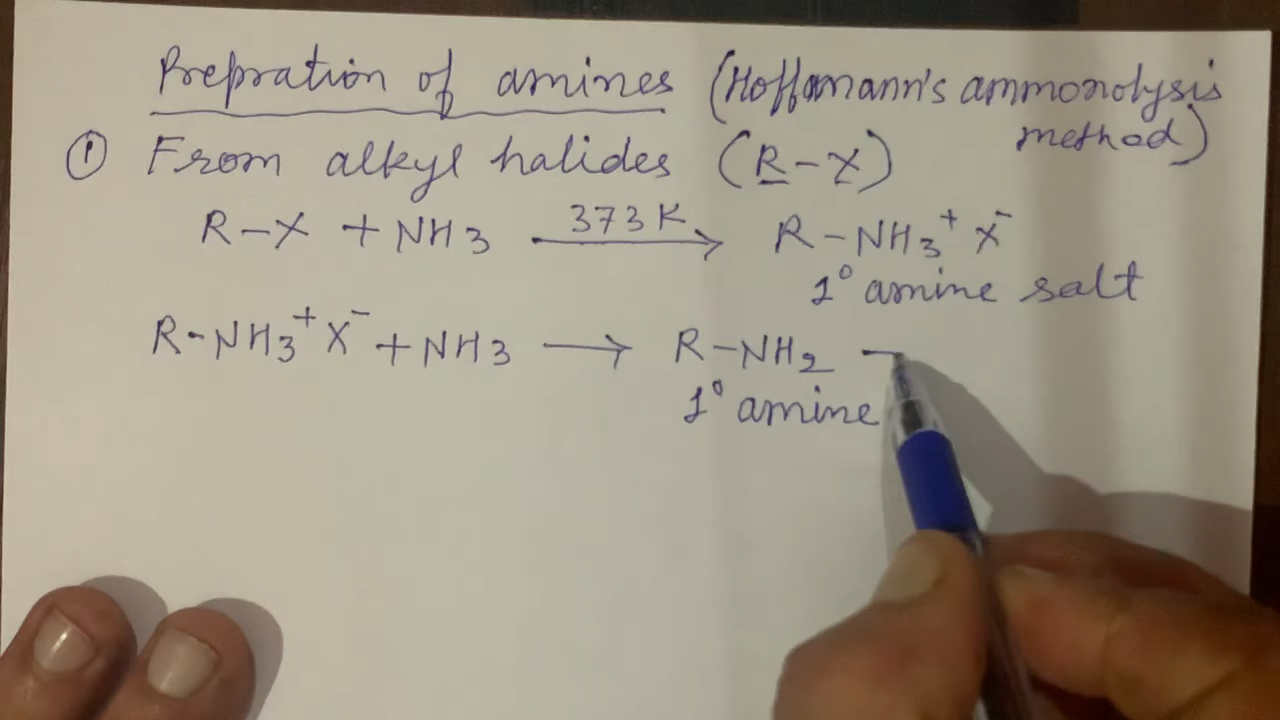 Prepration of amines (Hoffmann's ammonolysis
method)
① From alkyl halides (R-X)
R-X + NH3 373K → R-NH3⁺ X⁻
1° amine salt
R-NH3⁺X⁻ + NH3 → R-NH2 -
1° amine